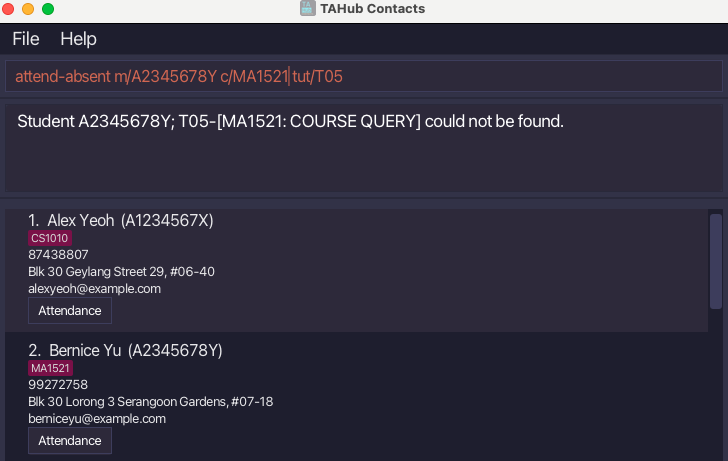 TAHub Contacts
File Help
attend-absent m/A2345678Y c/MA1521 tut/T05
Student A2345678Y; T05-[MA1521: COURSE QUERY] could not be found.
1. Alex Yeoh (A1234567X)
CS1010
87438807
Blk 30 Geylang Street 29, #06-40
alexyeoh@example.com
Attendance
2. Bernice Yu (A2345678Y)
MA1521
99272758
Blk 30 Lorong 3 Serangoon Gardens, #07-18
berniceyu@example.com
Attendance